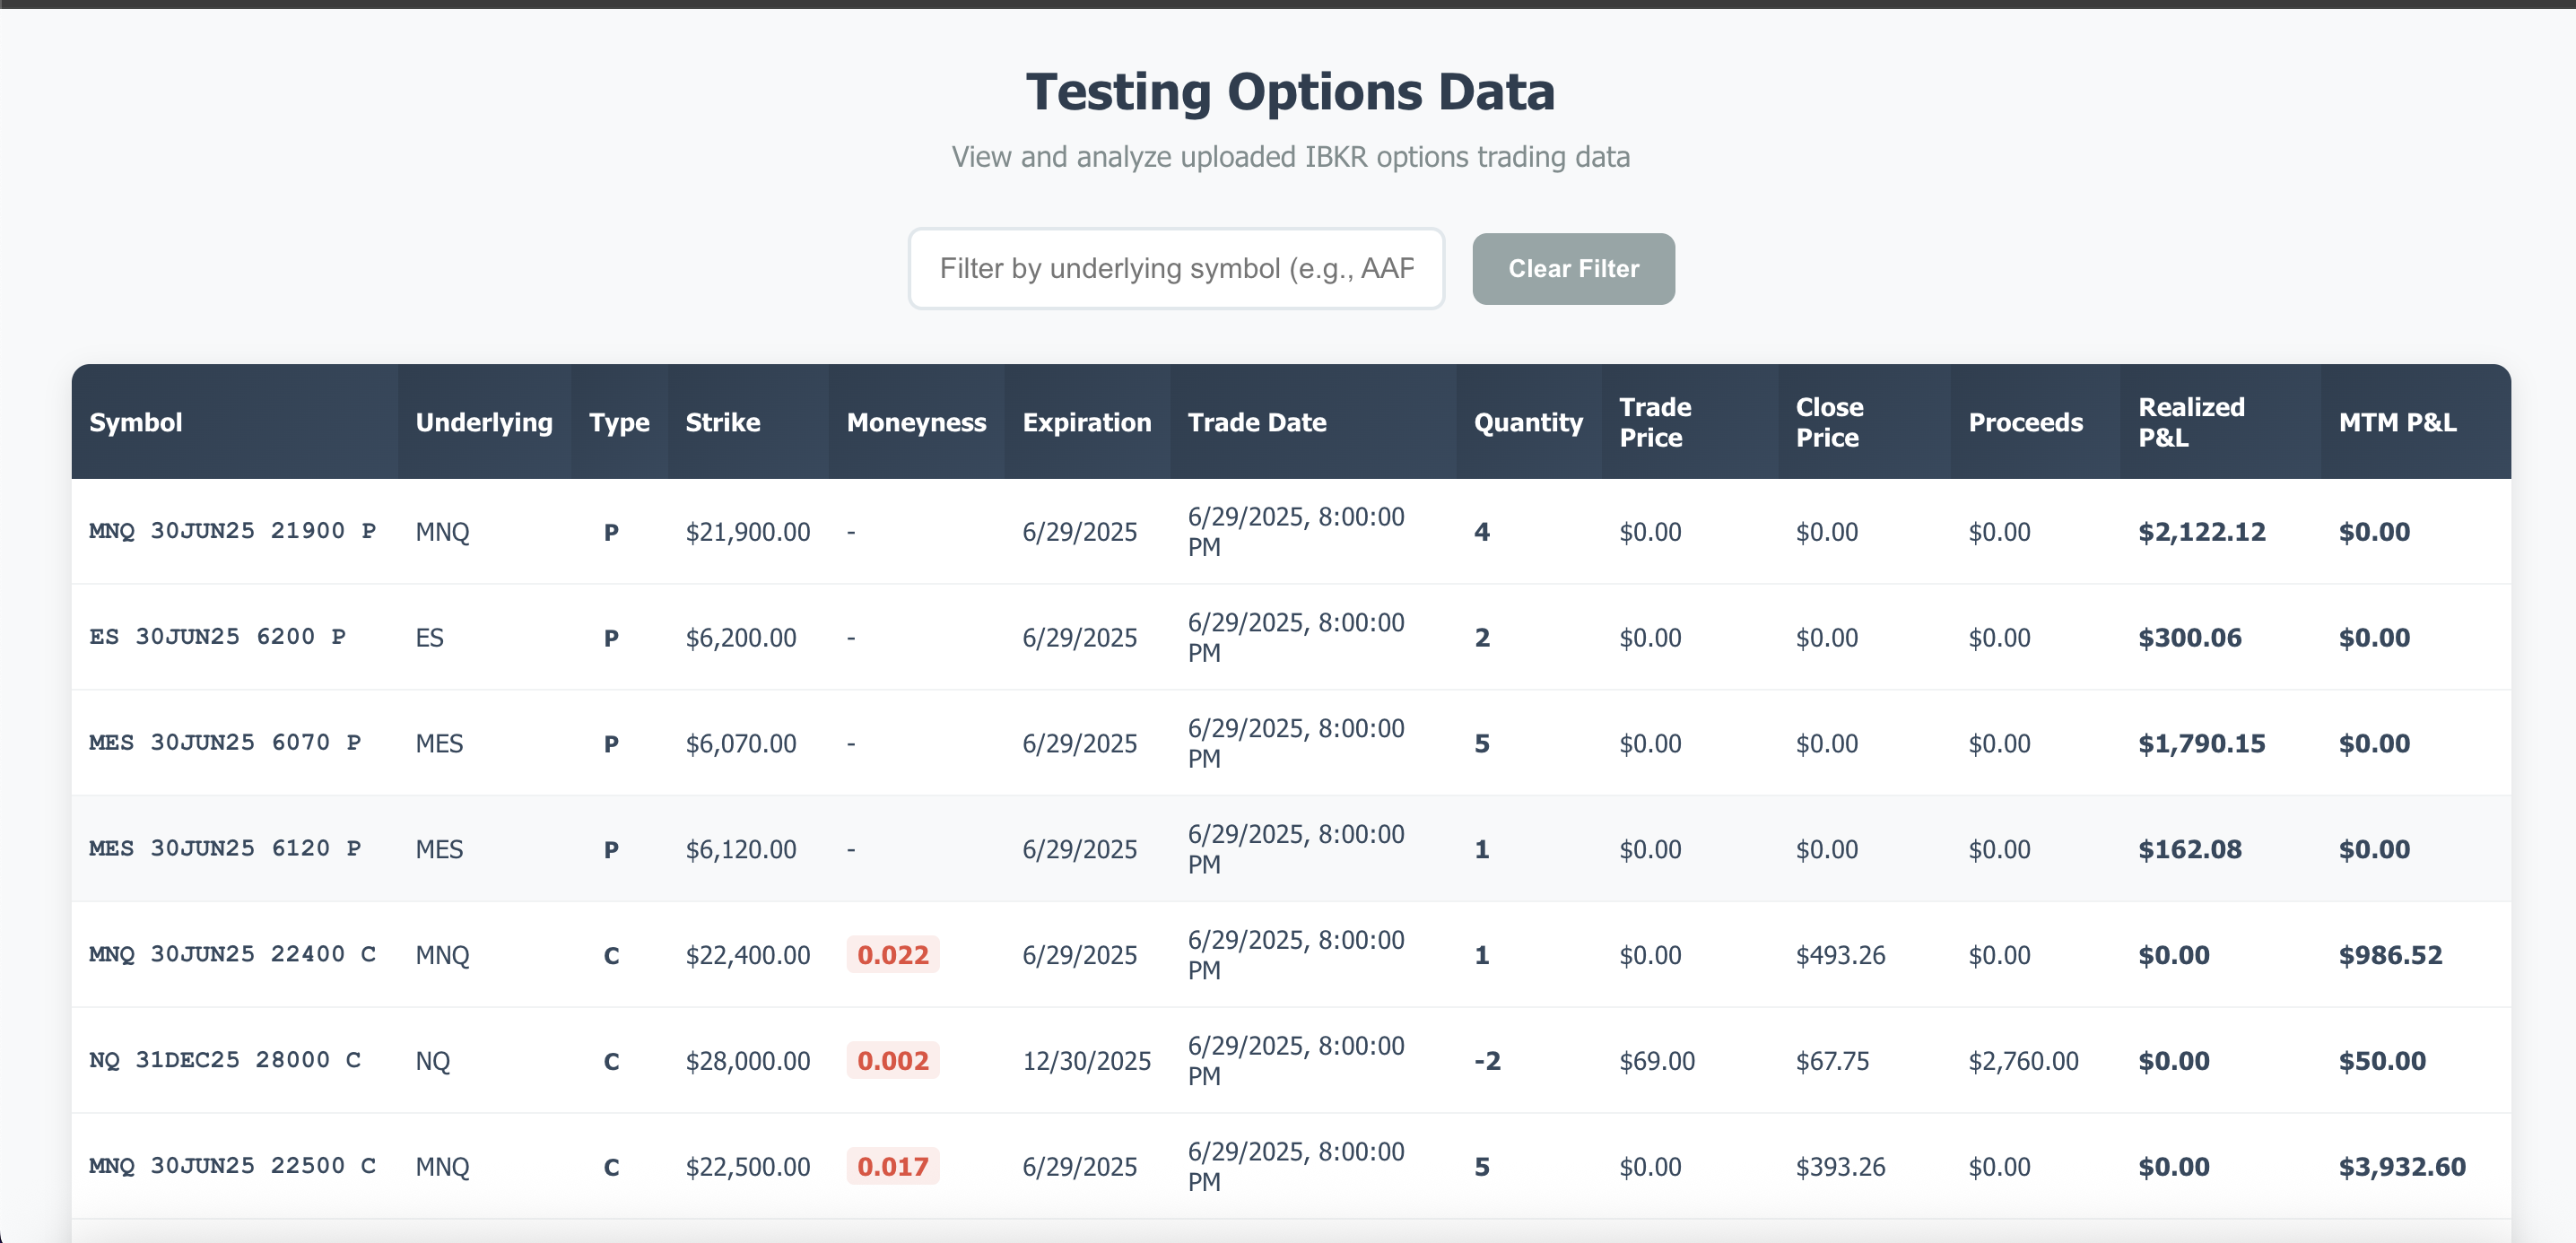 Testing Options Data
View and analyze uploaded IBKR options trading data
Filter by underlying symbol (e.g., AAP
Clear Filter
Symbol Underlying Type Strike Moneyness Expiration Trade Date Quantity Trade Price Close Price Proceeds Realized P&L MTM P&L
MNQ 30JUN25 21900 P MNQ P $21,900.00 - 6/29/2025 6/29/2025, 8:00:00 PM 4 $0.00 $0.00 $0.00 $2,122.12 $0.00
ES 30JUN25 6200 P ES P $6,200.00 - 6/29/2025 6/29/2025, 8:00:00 PM 2 $0.00 $0.00 $0.00 $300.06 $0.00
MES 30JUN25 6070 P MES P $6,070.00 - 6/29/2025 6/29/2025, 8:00:00 PM 5 $0.00 $0.00 $0.00 $1,790.15 $0.00
MES 30JUN25 6120 P MES P $6,120.00 - 6/29/2025 6/29/2025, 8:00:00 PM 1 $0.00 $0.00 $0.00 $162.08 $0.00
MNQ 30JUN25 22400 C MNQ C $22,400.00 0.022 6/29/2025 6/29/2025, 8:00:00 PM 1 $0.00 $493.26 $0.00 $0.00 $986.52
NQ 31DEC25 28000 C NQ C $28,000.00 0.002 12/30/2025 6/29/2025, 8:00:00 PM -2 $69.00 $67.75 $2,760.00 $0.00 $50.00
MNQ 30JUN25 22500 C MNQ C $22,500.00 0.017 6/29/2025 6/29/2025, 8:00:00 PM 5 $0.00 $393.26 $0.00 $0.00 $3,932.60